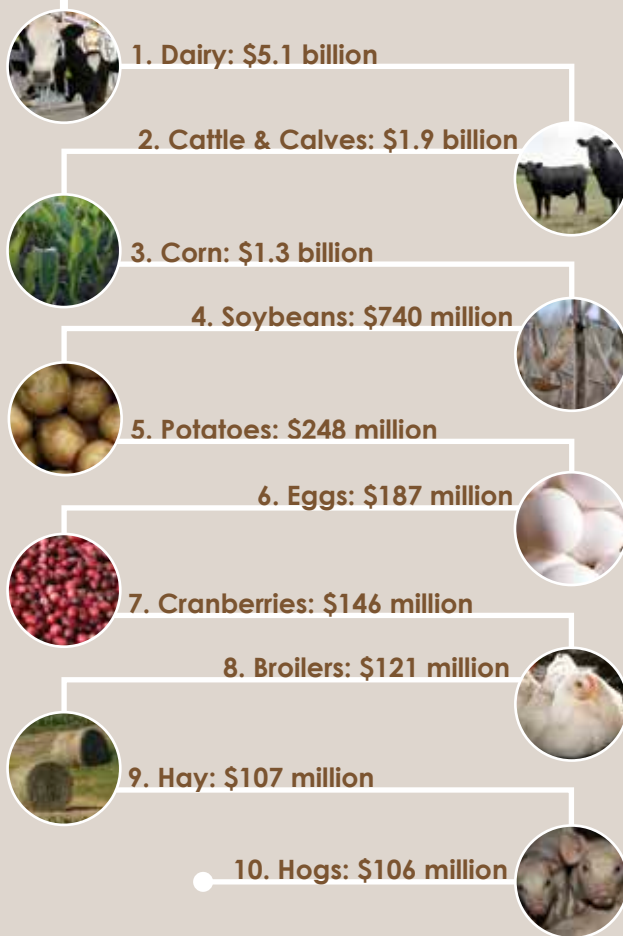 1. Dairy: $5.1 billion
2. Cattle & Calves: $1.9 billion
3. Corn: $1.3 billion
4. Soybeans: $740 million
5. Potatoes: $248 million
6. Eggs: $187 million
7. Cranberries: $146 million
8. Broilers: $121 million
9. Hay: $107 million
10. Hogs: $106 million